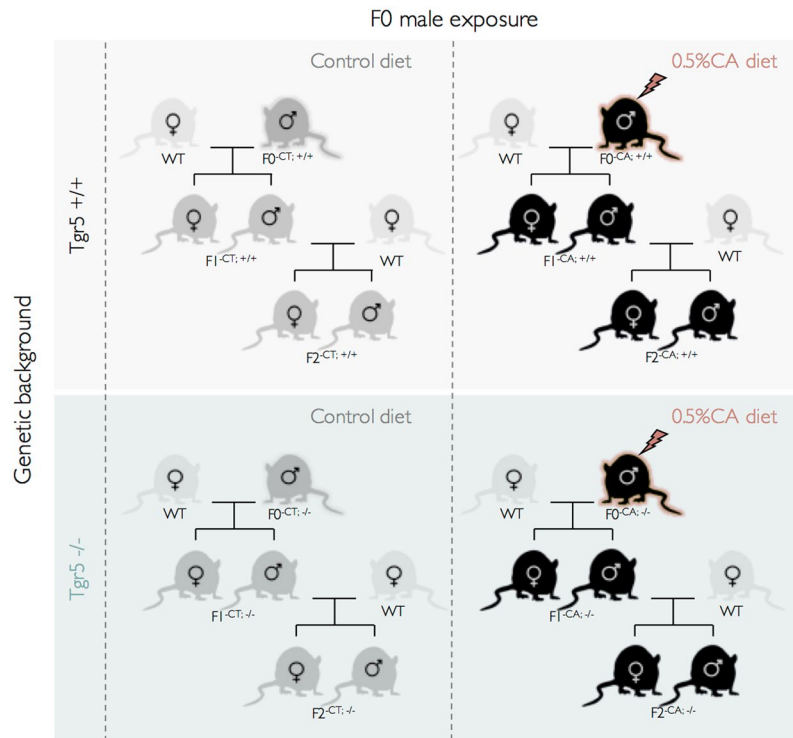 F0 male exposure
Control diet
0.5%CA diet
♀
♂
♀
♂
WT
F0-CT; +/+
WT
F0-CA; +/+
Tgr5 +/+
♀
♂
♀
♀
♂
♀
F1-CT; +/+
WT
F1-CA; +/+
WT
♀
♂
♀
♂
F2-CT; +/+
F2-CA; +/+
Genetic background
Control diet
0.5%CA diet
♀
♂
♀
♂
WT
F0-CT; -/-
WT
F0-CA; -/-
Tgr5 -/-
♀
♂
♀
♀
♂
♀
F1-CT; -/-
WT
F1-CA; -/-
WT
♀
♂
♀
♂
F2-CT; -/-
F2-CA; -/-